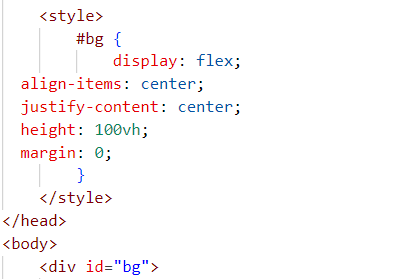 <style>
#bg {
display: flex;
align-items: center;
justify-content: center;
height: 100vh;
margin: 0;
}
</style>
</head>
<body>
<div id="bg">